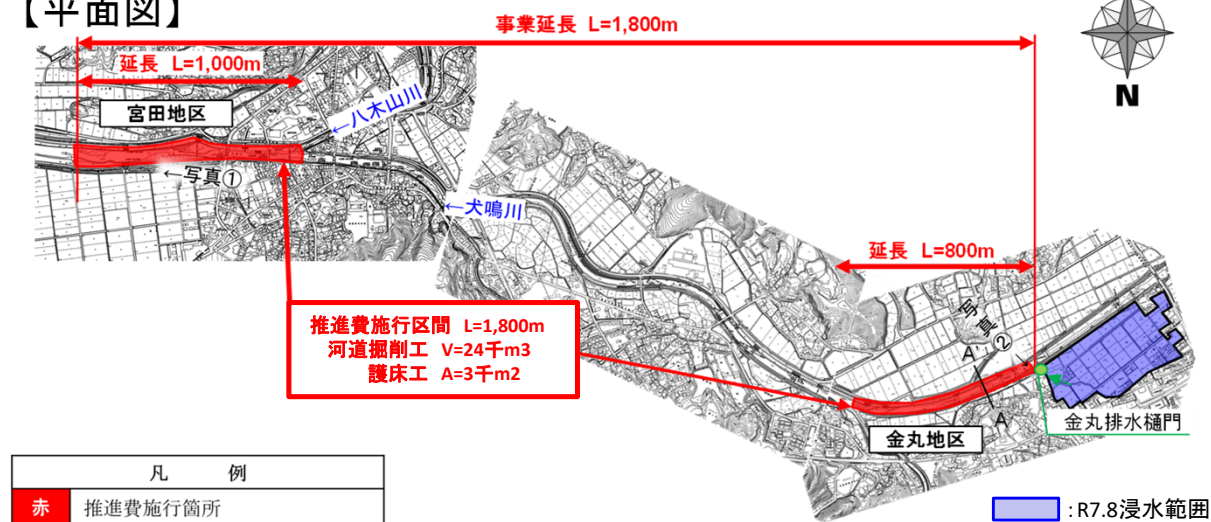 【平面図】
事業延長 L=1,800m
延長 L=1,000m
宮田地区
←八木山川
←写真①
←犬鳴川
N
延長 L=800m
推進費施行区間 L=1,800m
河道掘削工 V=24千m3
護床工 A=3千m2
写真②
A'
A
金丸排水樋門
金丸地区
凡 例
赤 推進費施行箇所
:R7.8浸水範囲